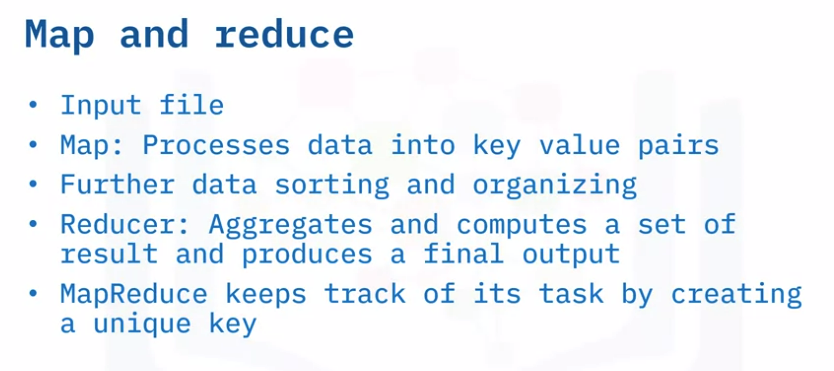 Map and reduce
• Input file
• Map: Processes data into key value pairs
• Further data sorting and organizing
• Reducer: Aggregates and computes a set of
result and produces a final output
• MapReduce keeps track of its task by creating
a unique key